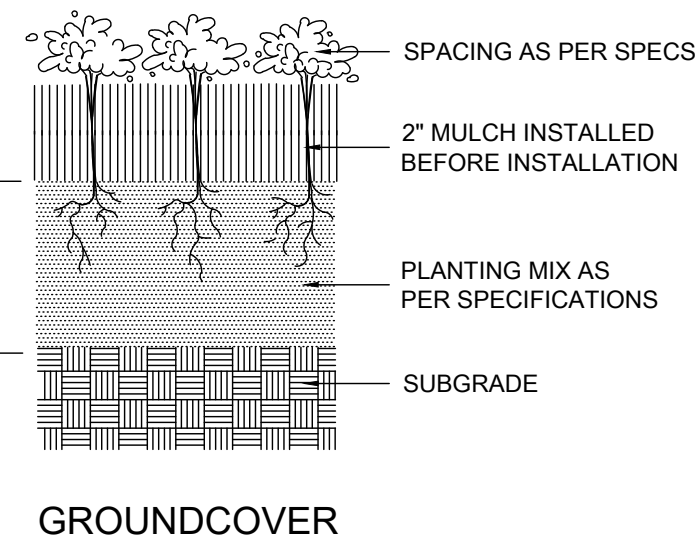 SPACING AS PER SPECS
2" MULCH INSTALLED
BEFORE INSTALLATION
PLANTING MIX AS
PER SPECIFICATIONS
SUBGRADE
GROUNDCOVER